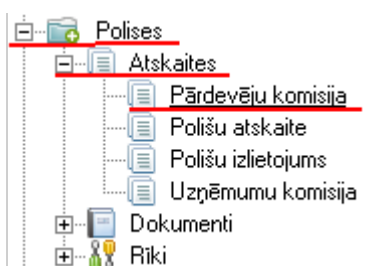 Polises
Atskaites
Pārdevēju komisija
Polišu atskaite
Polišu izlietojums
Uzņēmumu komisija
Dokumenti
Rīki